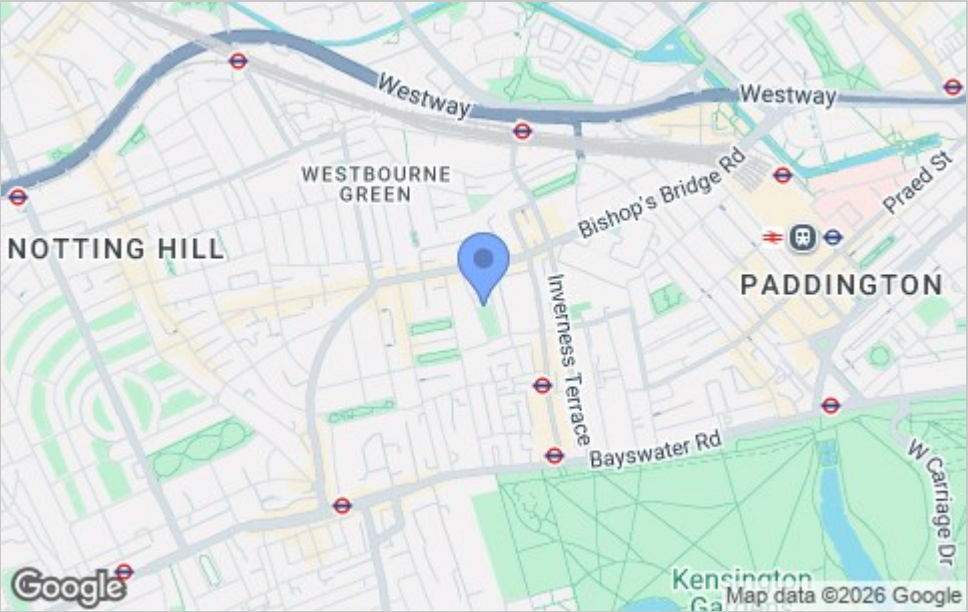 Westway
Westway
WESTBOURNE
GREEN
Bishop's Bridge Rd
Praed St
NOTTING HILL
PADDINGTON
Inverness Terrace
Bayswater Rd
W Carriage Dr
Kensington
Google
Map data ©2026 Google